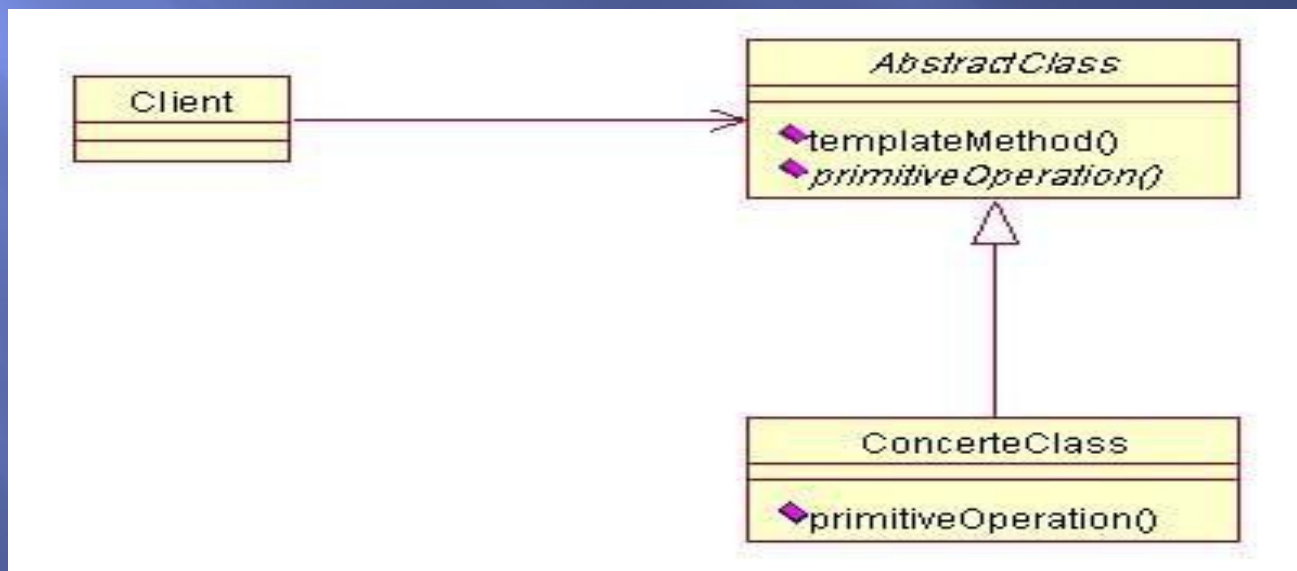 Client
AbstractClass
templateMethod()
primitiveOperation()
ConcerteClass
primitiveOperation()